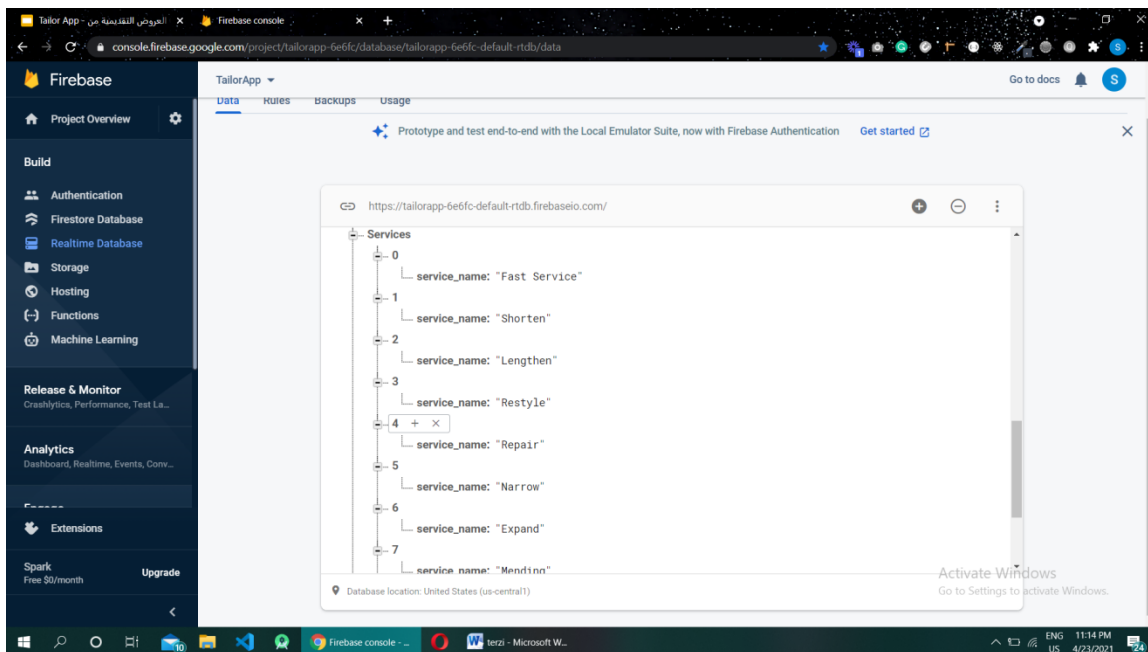 Tailor App - العروض التقديمية من
Firebase console
console.firebase.google.com/project/tailorapp-6e6fc/database/tailorapp-6e6fc-default-rtdb/data
Firebase
TailorApp
Go to docs
S
Data Rules Backups Usage
Project Overview
Prototype and test end-to-end with the Local Emulator Suite, now with Firebase Authentication Get started
Build
Authentication
Firestore Database
Realtime Database
Storage
Hosting
Functions
Machine Learning
Release & Monitor
Crashlytics, Performance, Test La...
Analytics
Dashboard, Realtime, Events, Conv...
Engage
Extensions
Spark
Free $0/month
Upgrade
https://tailorapp-6e6fc-default-rtdb.firebaseio.com/
Services
0
service_name: "Fast Service"
1
service_name: "Shorten"
2
service_name: "Lengthen"
3
service_name: "Restyle"
4
service_name: "Repair"
5
service_name: "Narrow"
6
service_name: "Expand"
7
service_name: "Mending"
Database location: United States (us-central1)
Activate Windows
Go to Settings to activate Windows.
10
Firebase console - ...
terzi - Microsoft W...
ENG
US
11:14 PM
4/23/2021
24